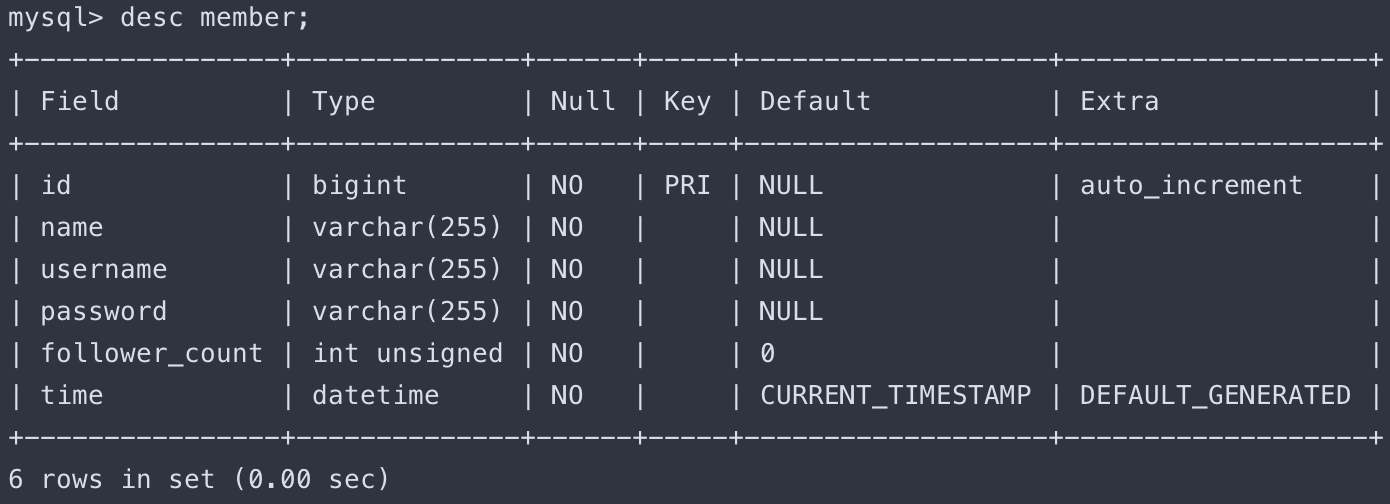 mysql> desc member;
+----------------+--------------+------+-----+-------------------+-------------------+
| Field          | Type         | Null | Key | Default           | Extra             |
+----------------+--------------+------+-----+-------------------+-------------------+
| id             | bigint       | NO   | PRI | NULL              | auto_increment    |
| name           | varchar(255) | NO   |     | NULL              |                   |
| username       | varchar(255) | NO   |     | NULL              |                   |
| password       | varchar(255) | NO   |     | NULL              |                   |
| follower_count | int unsigned | NO   |     | 0                 |                   |
| time           | datetime     | NO   |     | CURRENT_TIMESTAMP | DEFAULT_GENERATED |
+----------------+--------------+------+-----+-------------------+-------------------+
6 rows in set (0.00 sec)